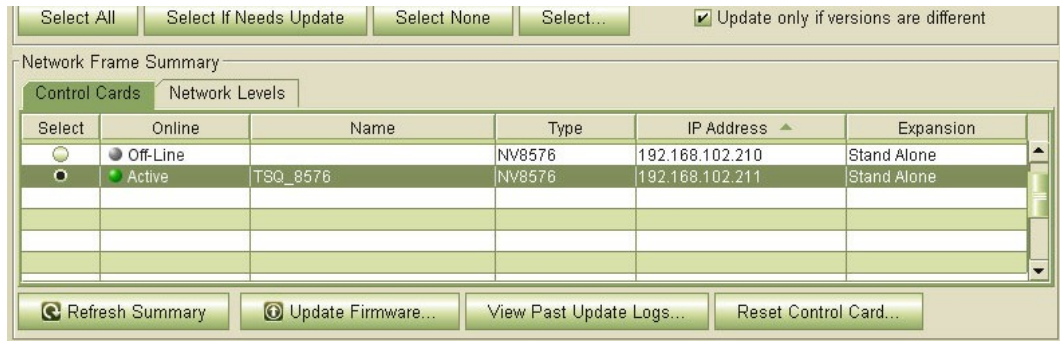 Select All Select If Needs Update Select None Select... Update only if versions are different
Network Frame Summary
Control Cards Network Levels
Select Online Name Type IP Address Expansion
Off-Line NV8576 192.168.102.210 Stand Alone
Active TSQ_8576 NV8576 192.168.102.211 Stand Alone
Refresh Summary Update Firmware... View Past Update Logs... Reset Control Card...